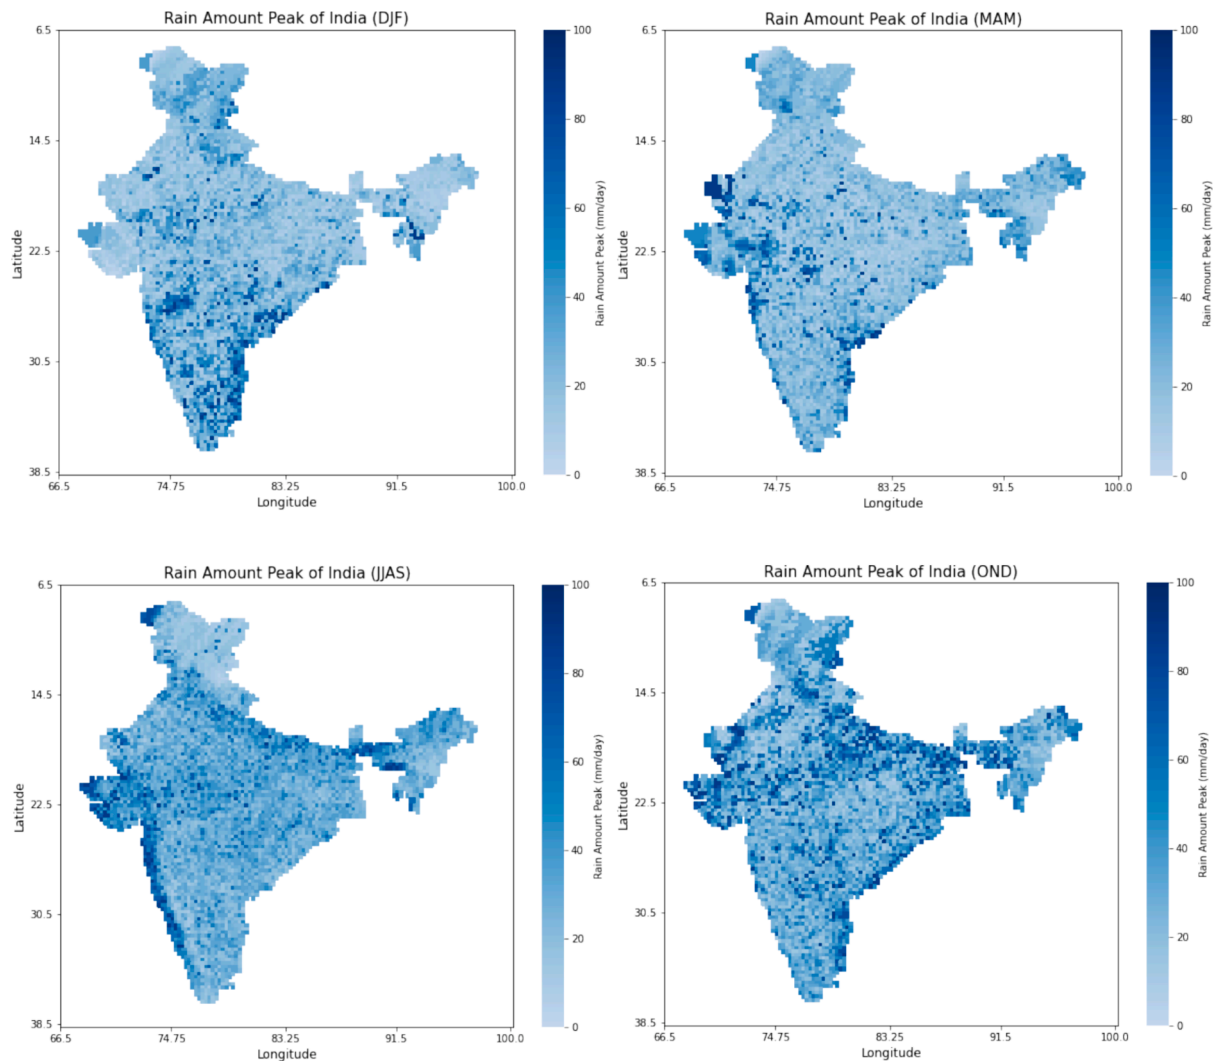 Rain Amount Peak of India (DJF)
6.5
14.5
22.5
30.5
38.5
Latitude
66.5 74.75 83.25 91.5 100.0
Longitude
100
80
60
40
20
0
Rain Amount Peak (mm/day)
Rain Amount Peak of India (MAM)
6.5
14.5
22.5
30.5
38.5
Latitude
66.5 74.75 83.25 91.5 100.0
Longitude
100
80
60
40
20
0
Rain Amount Peak (mm/day)
Rain Amount Peak of India (JJAS)
6.5
14.5
22.5
30.5
38.5
Latitude
66.5 74.75 83.25 91.5 100.0
Longitude
100
80
60
40
20
0
Rain Amount Peak (mm/day)
Rain Amount Peak of India (OND)
6.5
14.5
22.5
30.5
38.5
Latitude
66.5 74.75 83.25 91.5 100.0
Longitude
100
80
60
40
20
0
Rain Amount Peak (mm/day)